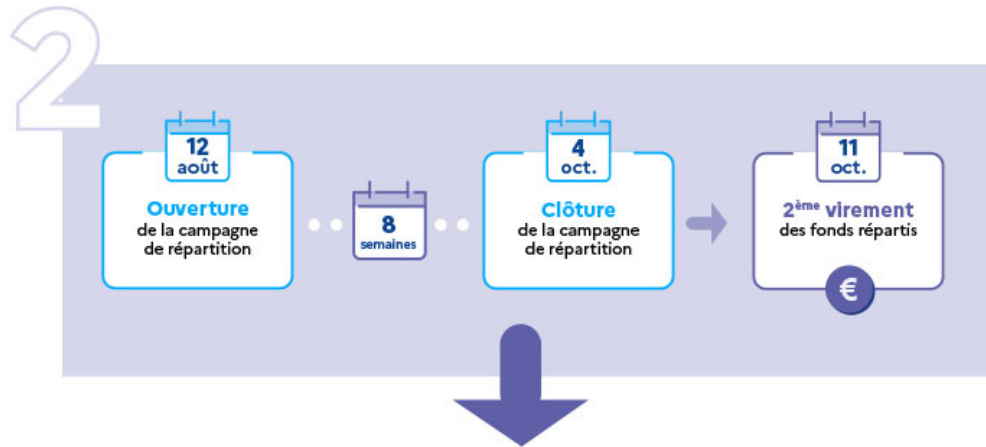 2
12
août
Ouverture
de la campagne
de répartition
8
semaines
4
oct.
Clôture
de la campagne
de répartition
11
oct.
2ème virement
des fonds répartis
€